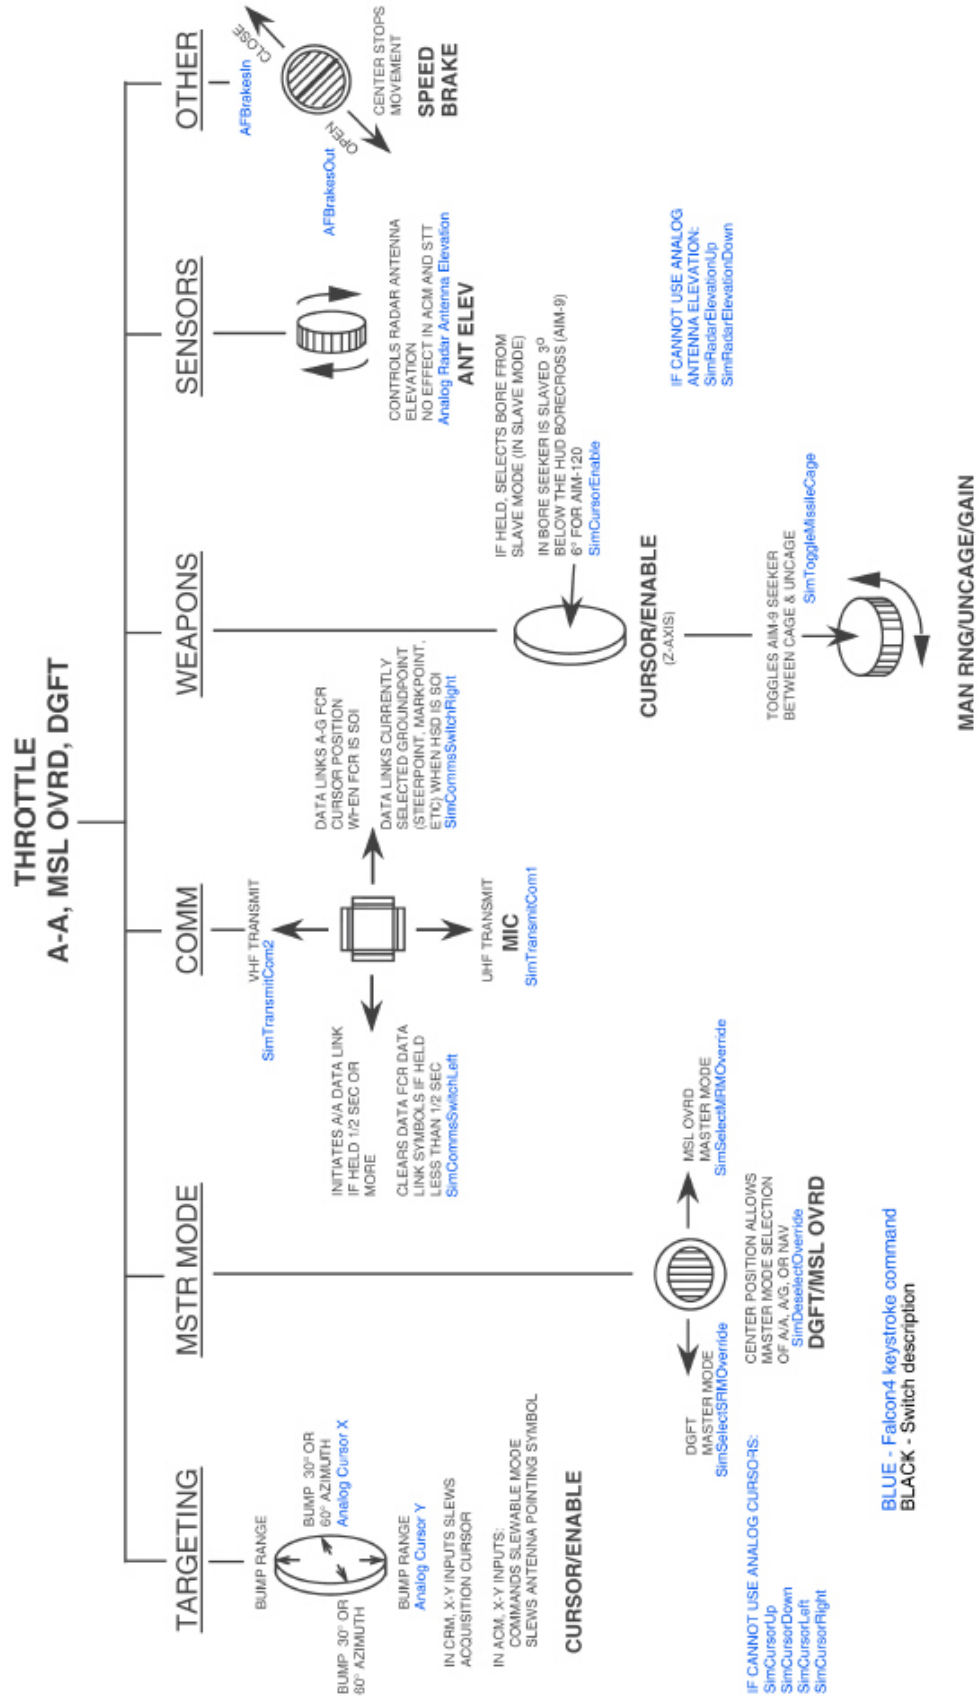 THROTTLE
A-A, MSL OVRD, DGFT
TARGETING
BUMP RANGE
BUMP 30° OR
60° AZIMUTH
Analog Cursor X
BUMP 30° OR
60° AZIMUTH
BUMP RANGE
Analog Cursor Y
IN CRM, X-Y INPUTS SLEWS
ACQUISITION CURSOR
IN ACM, X-Y INPUTS:
COMMANDS SLEWABLE MODE
SLEWS ANTENNA POINTING SYMBOL
CURSOR/ENABLE
IF CANNOT USE ANALOG CURSORS:
SimCursorUp
SimCursorDown
SimCursorLeft
SimCursorRight
MSTR MODE
DGFT
MASTER MODE
SimSelectSRMOverride
MSL OVRD
MASTER MODE
SimSelectMRMOverride
CENTER POSITION ALLOWS
MASTER MODE SELECTION
OF A/A, A/G, OR NAV
SimDeselectOverride
DGFT/MSL OVRD
BLUE - Falcon4 keystroke command
BLACK - Switch description
COMM
VHF TRANSMIT
SimTransmitCom2
INITIATES A/A DATA LINK
IF HELD 1/2 SEC OR
MORE
CLEARS DATA FCR DATA
LINK SYMBOLS IF HELD
LESS THAN 1/2 SEC
SimCommsSwitchLeft
DATA LINKS A-G FCR
CURSOR POSITION
WHEN FCR IS SOI
DATA LINKS CURRENTLY
SELECTED GROUNDPOINT
(STEERPOINT, MARKPOINT,
ETC) WHEN HSD IS SOI
SimCommsSwitchRight
UHF TRANSMIT
MIC
SimTransmitCom1
WEAPONS
IF HELD, SELECTS BORE FROM
SLAVE MODE (IN SLAVE MODE)
IN BORE SEEKER IS SLAVED 3°
BELOW THE HUD BORECROSS (AIM-9)
6° FOR AIM-120
SimCursorEnable
CURSOR/ENABLE
(Z-AXIS)
TOGGLES AIM-9 SEEKER
BETWEEN CAGE & UNCAGE
SimToggleMissileCage
MAN RNG/UNCAGE/GAIN
SENSORS
CONTROLS RADAR ANTENNA
ELEVATION
NO EFFECT IN ACM AND STT
Analog Radar Antenna Elevation
ANT ELEV
IF CANNOT USE ANALOG
ANTENNA ELEVATION:
SimRadarElevationUp
SimRadarElevationDown
OTHER
AFBrakesIn
CLOSE
OPEN
AFBrakesOut
CENTER STOPS
MOVEMENT
SPEED
BRAKE